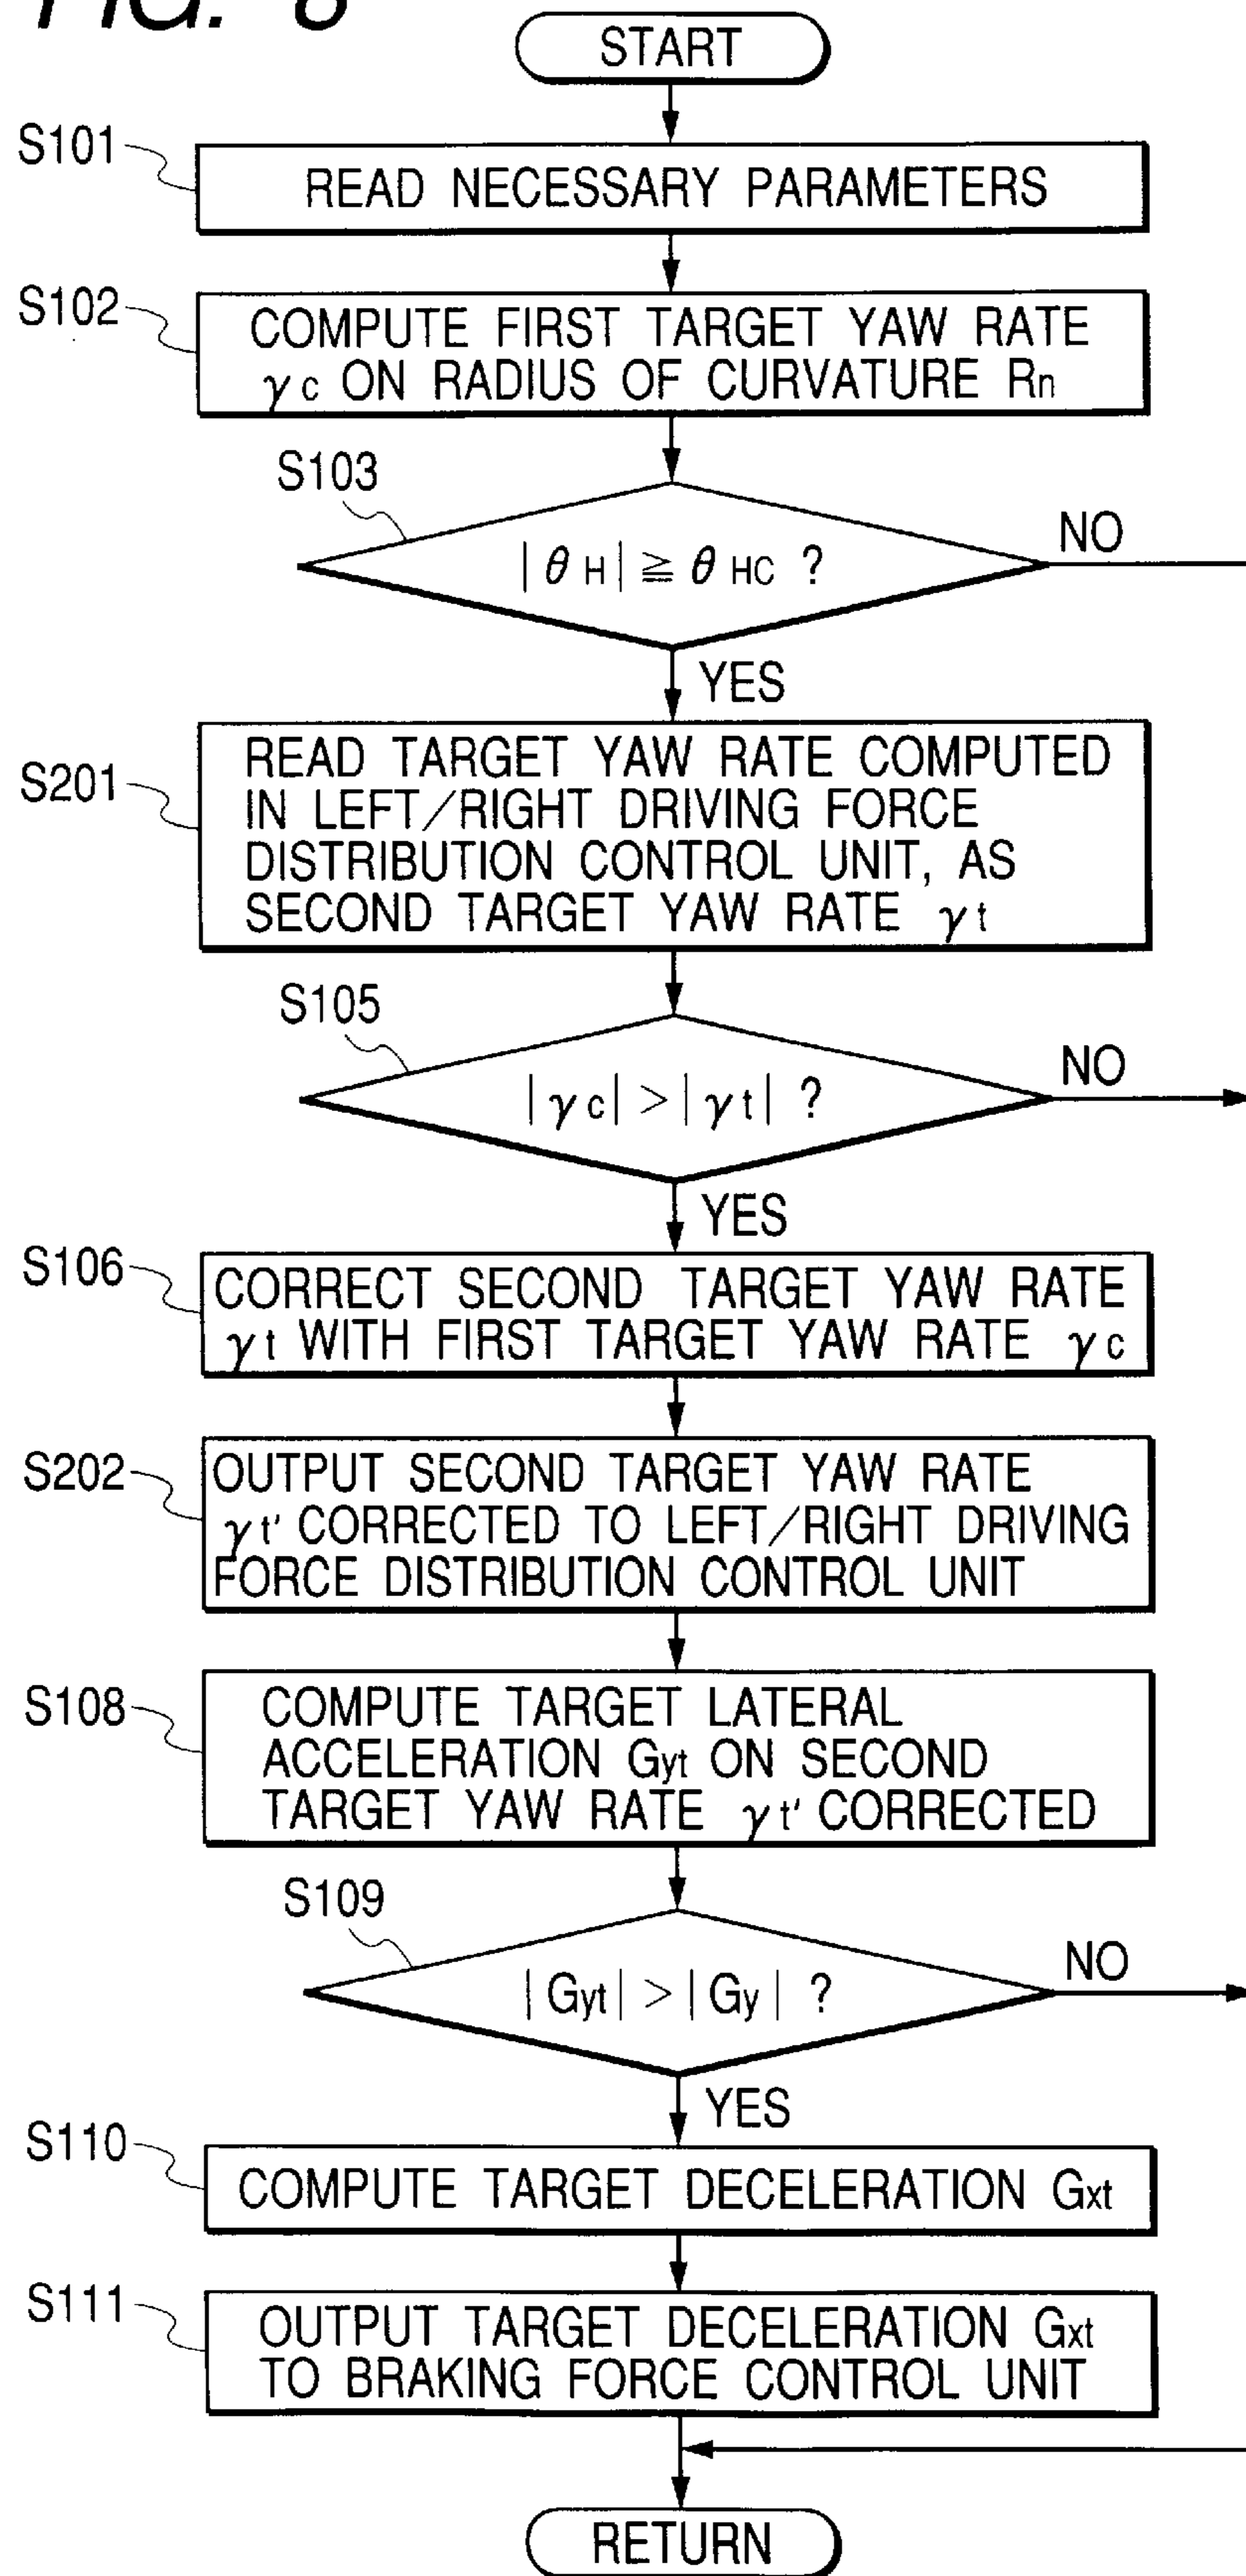 FIG. 8
START
S101
READ NECESSARY PARAMETERS
S102
COMPUTE FIRST TARGET YAW RATE
γc ON RADIUS OF CURVATURE Rn
S103
|θH| ≧ θHC ?
NO
YES
S201
READ TARGET YAW RATE COMPUTED
IN LEFT/RIGHT DRIVING FORCE
DISTRIBUTION CONTROL UNIT, AS
SECOND TARGET YAW RATE γt
S105
|γc| > |γt| ?
NO
YES
S106
CORRECT SECOND TARGET YAW RATE
γt WITH FIRST TARGET YAW RATE γc
S202
OUTPUT SECOND TARGET YAW RATE
γt' CORRECTED TO LEFT/RIGHT DRIVING
FORCE DISTRIBUTION CONTROL UNIT
S108
COMPUTE TARGET LATERAL
ACCELERATION Gyt ON SECOND
TARGET YAW RATE γt' CORRECTED
S109
|Gyt| > |Gy| ?
NO
YES
S110
COMPUTE TARGET DECELERATION Gxt
S111
OUTPUT TARGET DECELERATION Gxt
TO BRAKING FORCE CONTROL UNIT
RETURN